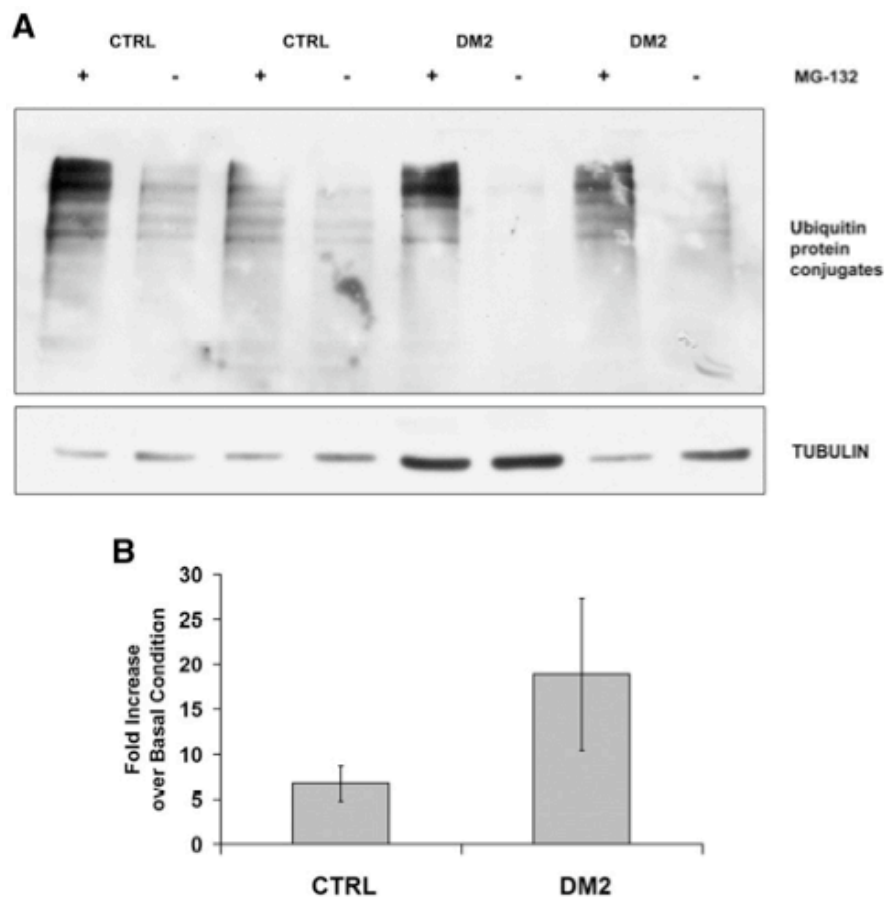 A
CTRL CTRL DM2 DM2
+ - + - + - + - MG-132
Ubiquitin
protein
conjugates
TUBULIN
B
Fold Increase
over Basal Condition
30
25
20
15
10
5
0
CTRL DM2